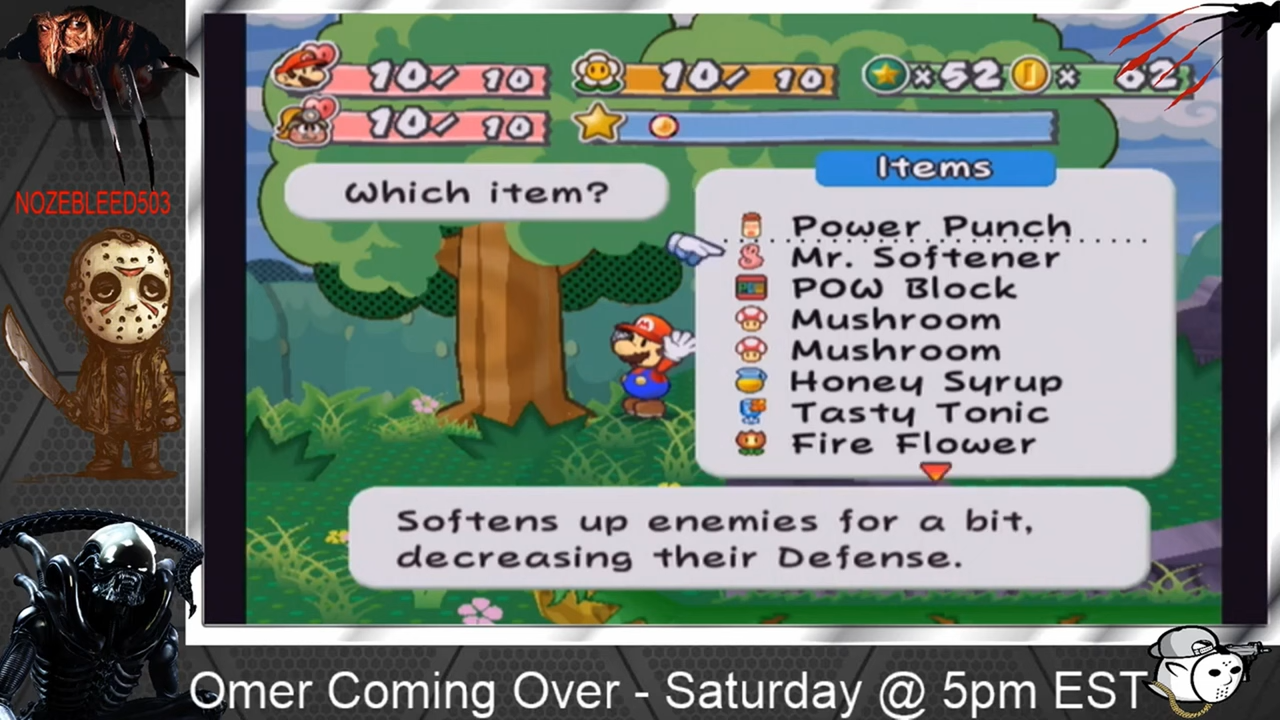 10/ 10
10/ 10
×52
× 62
10/ 10
Items
Which item?
Power Punch
Mr. Softener
POW Block
Mushroom
Mushroom
Honey Syrup
Tasty Tonic
Fire Flower
Softens up enemies for a bit,
decreasing their Defense.
NOZEBLEED503
Omer Coming Over - Saturday @ 5pm EST